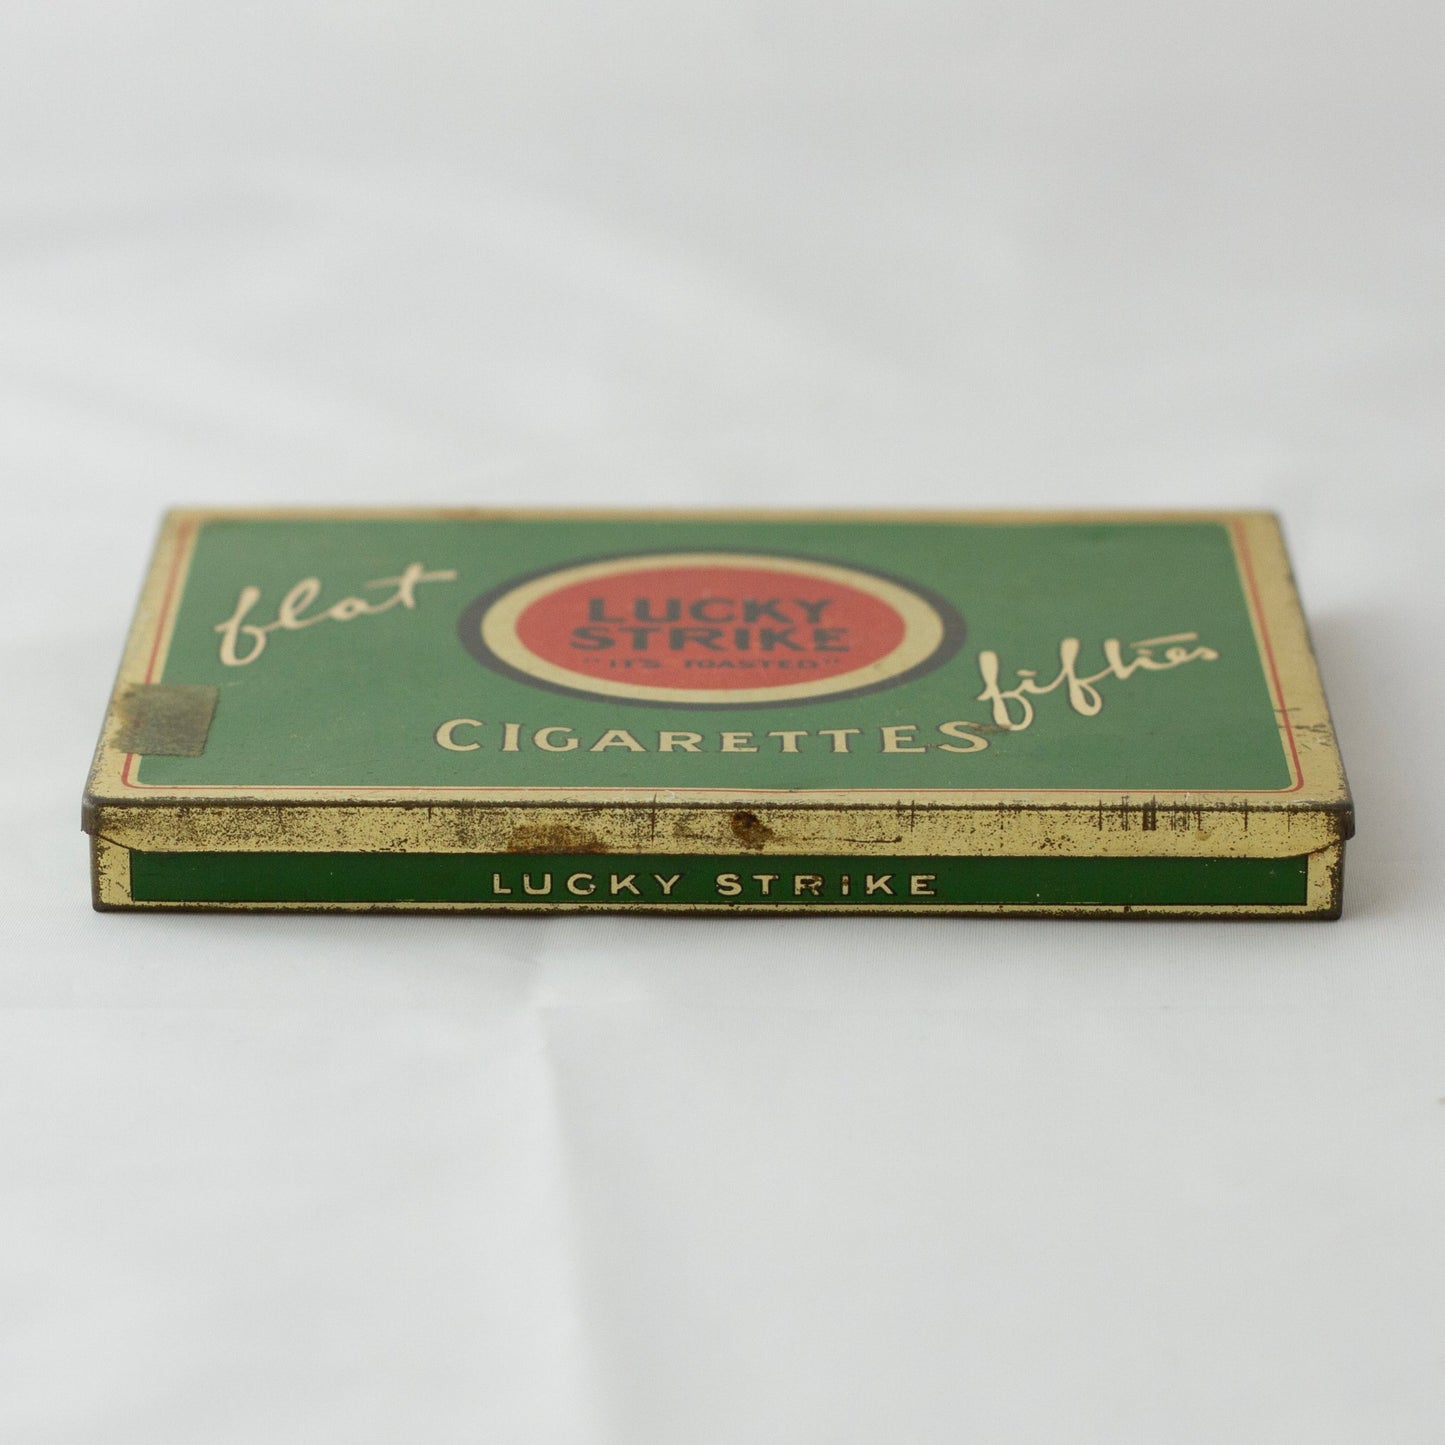 flat
LUCKY
STRIKE
"IT'S TOASTED"
fifties
CIGARETTES
LUCKY STRIKE